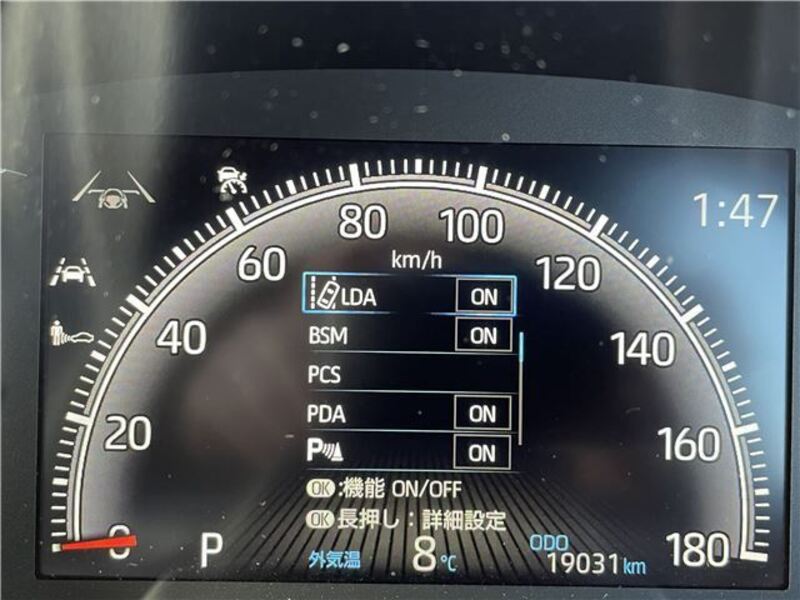 1:47
0
20
40
60
80
100
120
140
160
180
km/h
LDA ON
BSM ON
PCS
PDA ON
P ON
OK:機能 ON/OFF
OK長押し：詳細設定
P
外気温 8℃
ODO
19031km